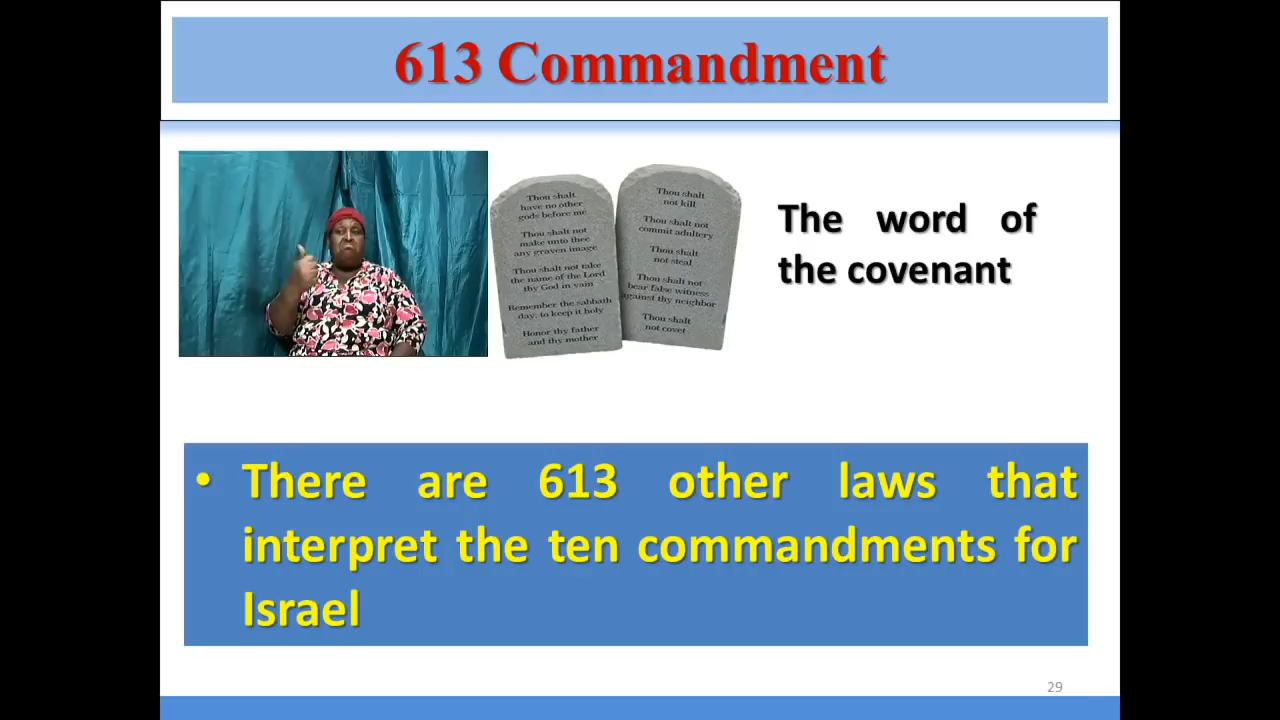 613 Commandment
Thou shalt
have no other
gods before me
Thou shalt not
make unto thee
any graven image
Thou shalt not take
the name of the Lord
thy God in vain
Remember the sabbath
day, to keep it holy
Honor thy father
and thy mother
Thou shalt
not kill
Thou shalt not
commit adultery
Thou shalt
not steal
Thou shalt not
bear false witness
against thy neighbor
Thou shalt
not covet
The word of
the covenant
• There are 613 other laws that
interpret the ten commandments for
Israel
29